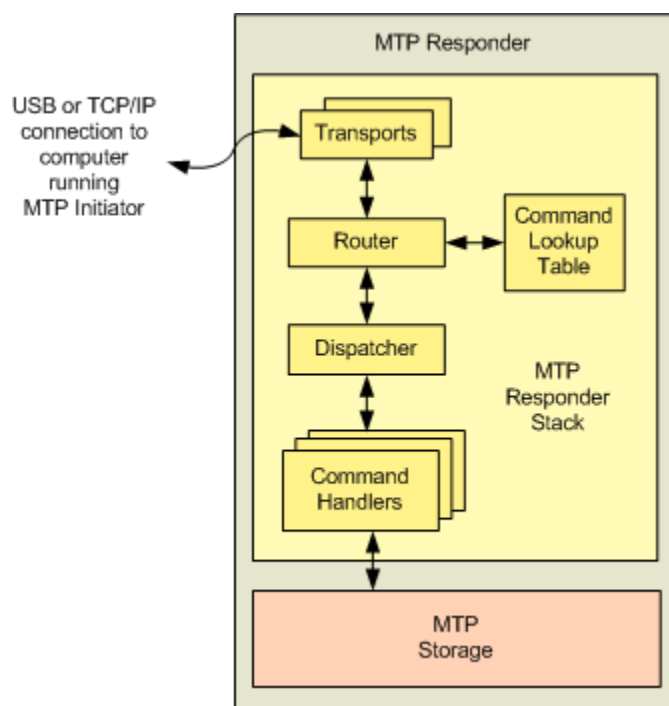 MTP Responder
USB or TCP/IP
connection to
computer
running
MTP Initiator
Transports
Router
Command
Lookup
Table
Dispatcher
MTP
Responder
Stack
Command
Handlers
MTP
Storage